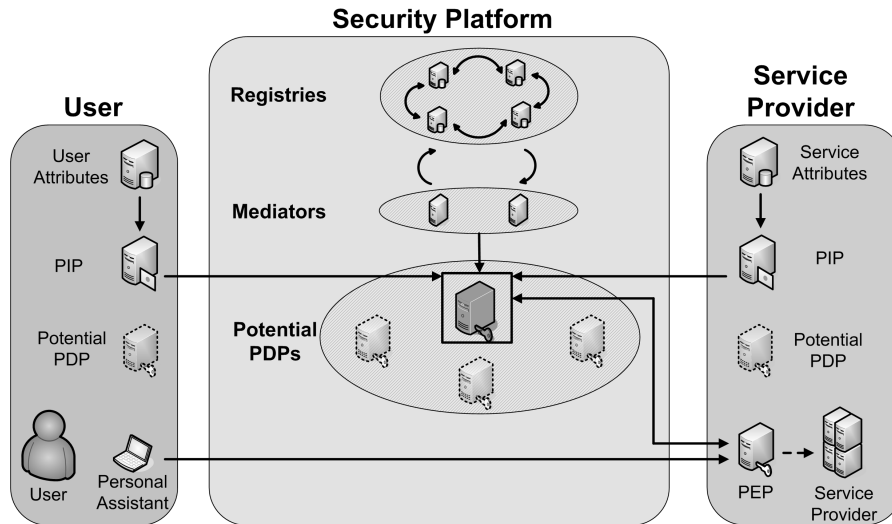 Security Platform
User
Service
Provider
Registries
Mediators
Potential
PDPs
User
Attributes
PIP
Potential
PDP
User
Personal
Assistant
Service
Attributes
PIP
Potential
PDP
PEP
Service
Provider